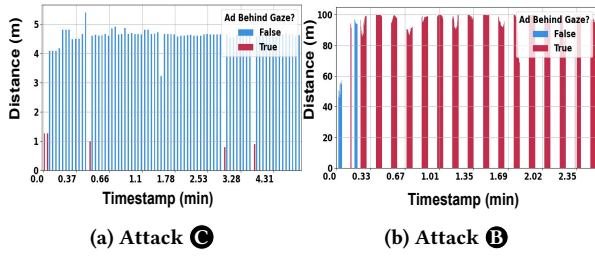 Ad Behind Gaze?
False
True
Distance (m)
5
4
3
2
1
0
0.0 0.37 0.66 1.1 1.78 2.53 3.28 4.31
Timestamp (min)
(a) Attack C
Ad Behind Gaze?
False
True
Distance (m)
100
80
60
40
20
0
0.0 0.33 0.67 1.01 1.35 1.69 2.02 2.35
Timestamp (min)
(b) Attack B